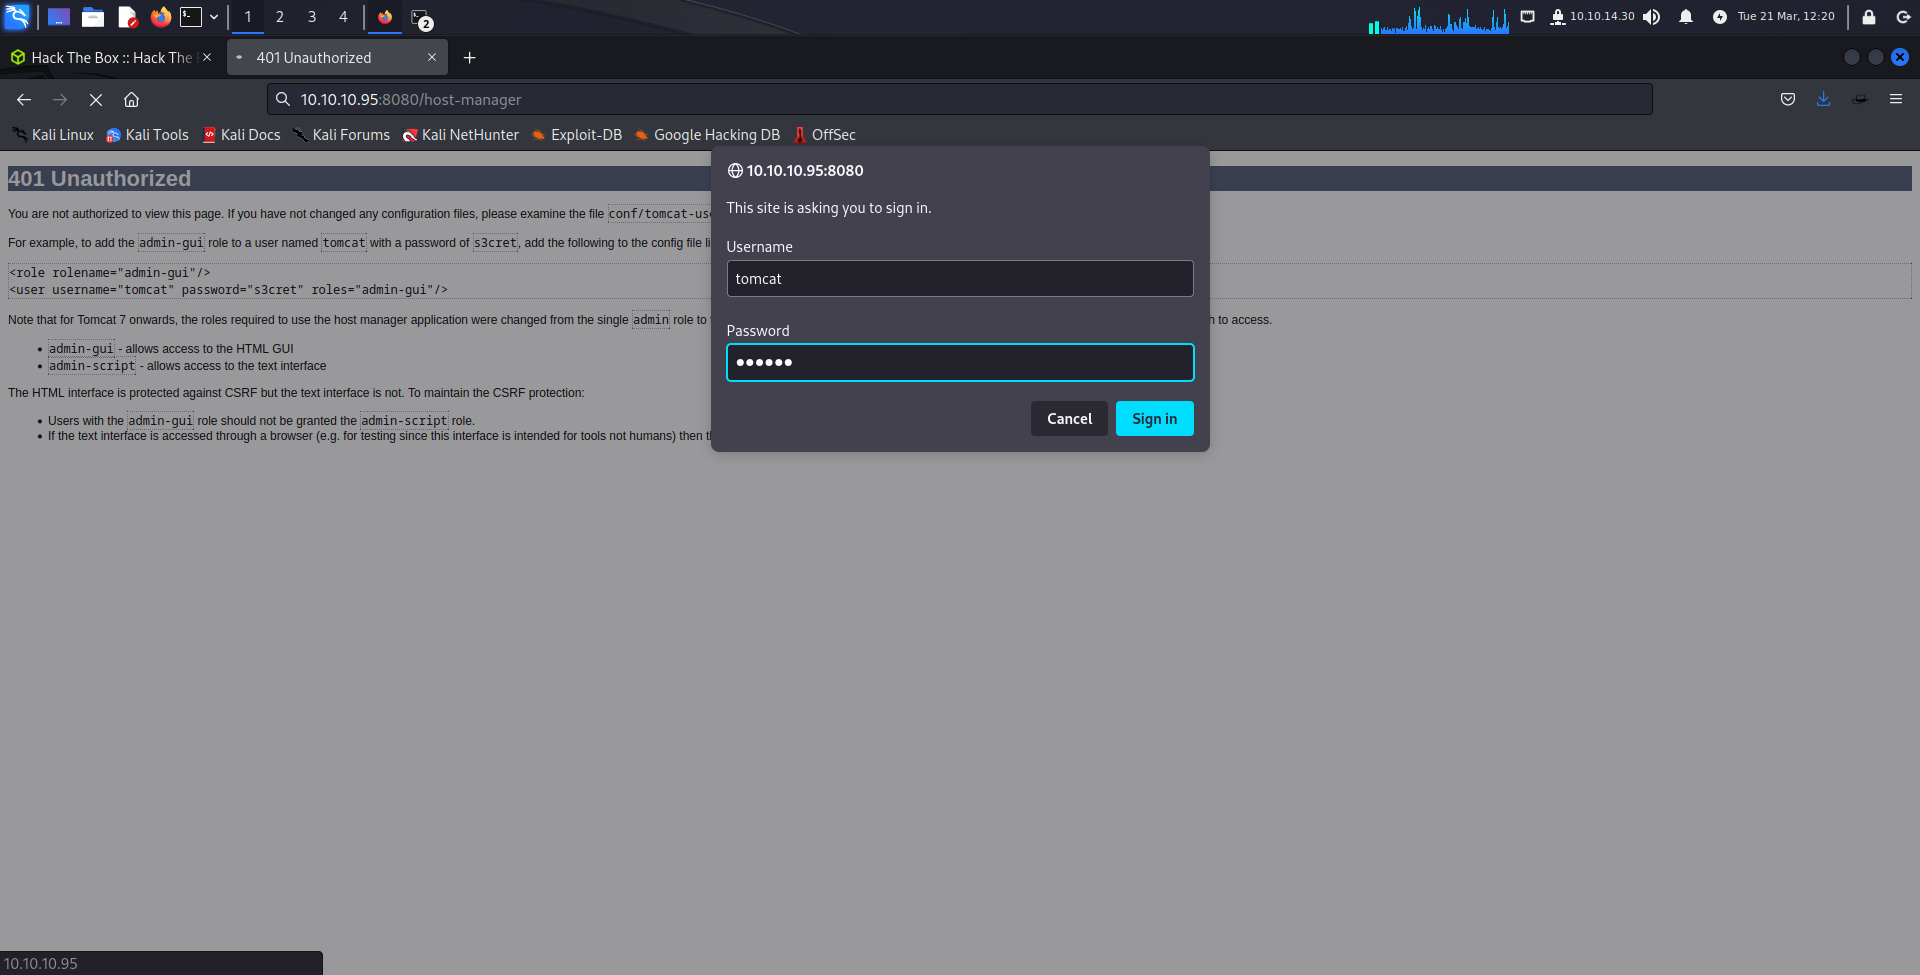 1 2 3 4 2 10.10.14.30 Tue 21 Mar, 12:20
Hack The Box :: Hack The 401 Unauthorized
10.10.10.95:8080/host-manager
Kali Linux Kali Tools Kali Docs Kali Forums Kali NetHunter Exploit-DB Google Hacking DB OffSec
401 Unauthorized
You are not authorized to view this page. If you have not changed any configuration files, please examine the file conf/tomcat-use
For example, to add the admin-gui role to a user named tomcat with a password of s3cret, add the following to the config file li
<role rolename="admin-gui"/>
<user username="tomcat" password="s3cret" roles="admin-gui"/>
Note that for Tomcat 7 onwards, the roles required to use the host manager application were changed from the single admin role to h to access.
• admin-gui - allows access to the HTML GUI
• admin-script - allows access to the text interface
The HTML interface is protected against CSRF but the text interface is not. To maintain the CSRF protection:
• Users with the admin-gui role should not be granted the admin-script role.
• If the text interface is accessed through a browser (e.g. for testing since this interface is intended for tools not humans) then
10.10.10.95:8080
This site is asking you to sign in.
Username
tomcat
Password
••••••
Cancel Sign in
10.10.10.95